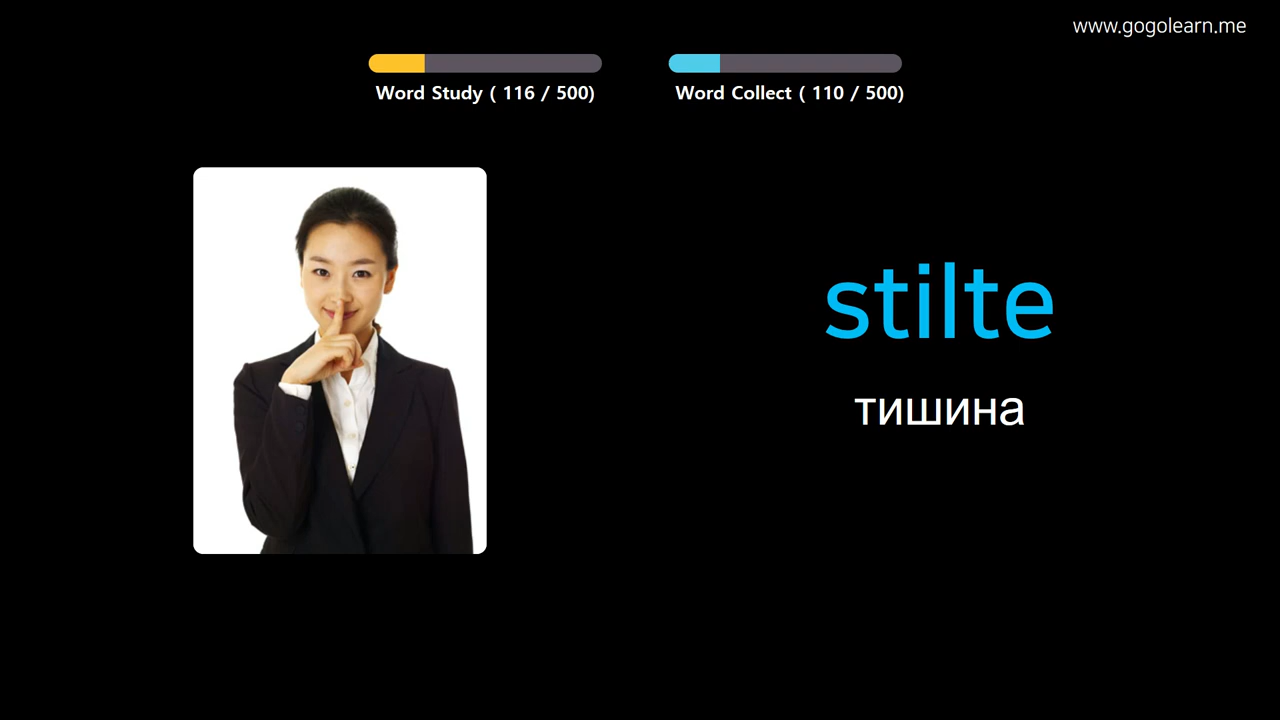 www.gogolearn.me
Word Study ( 116 / 500)
Word Collect ( 110 / 500)
stilte
тишина